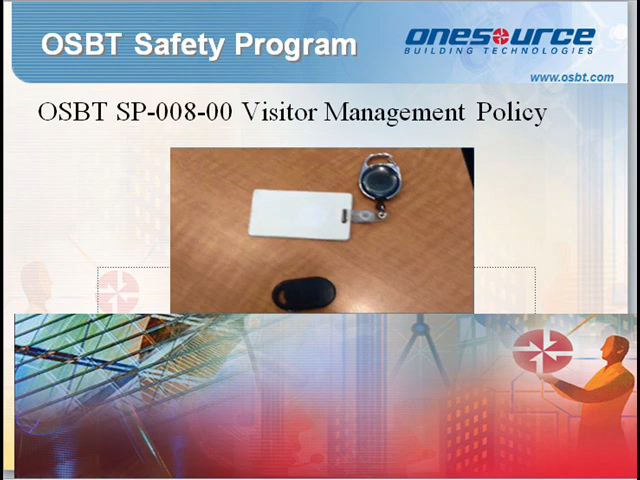 OSBT Safety Program
ONESOURCE
BUILDING TECHNOLOGIES
www.osbt.com
OSBT SP-008-00 Visitor Management Policy